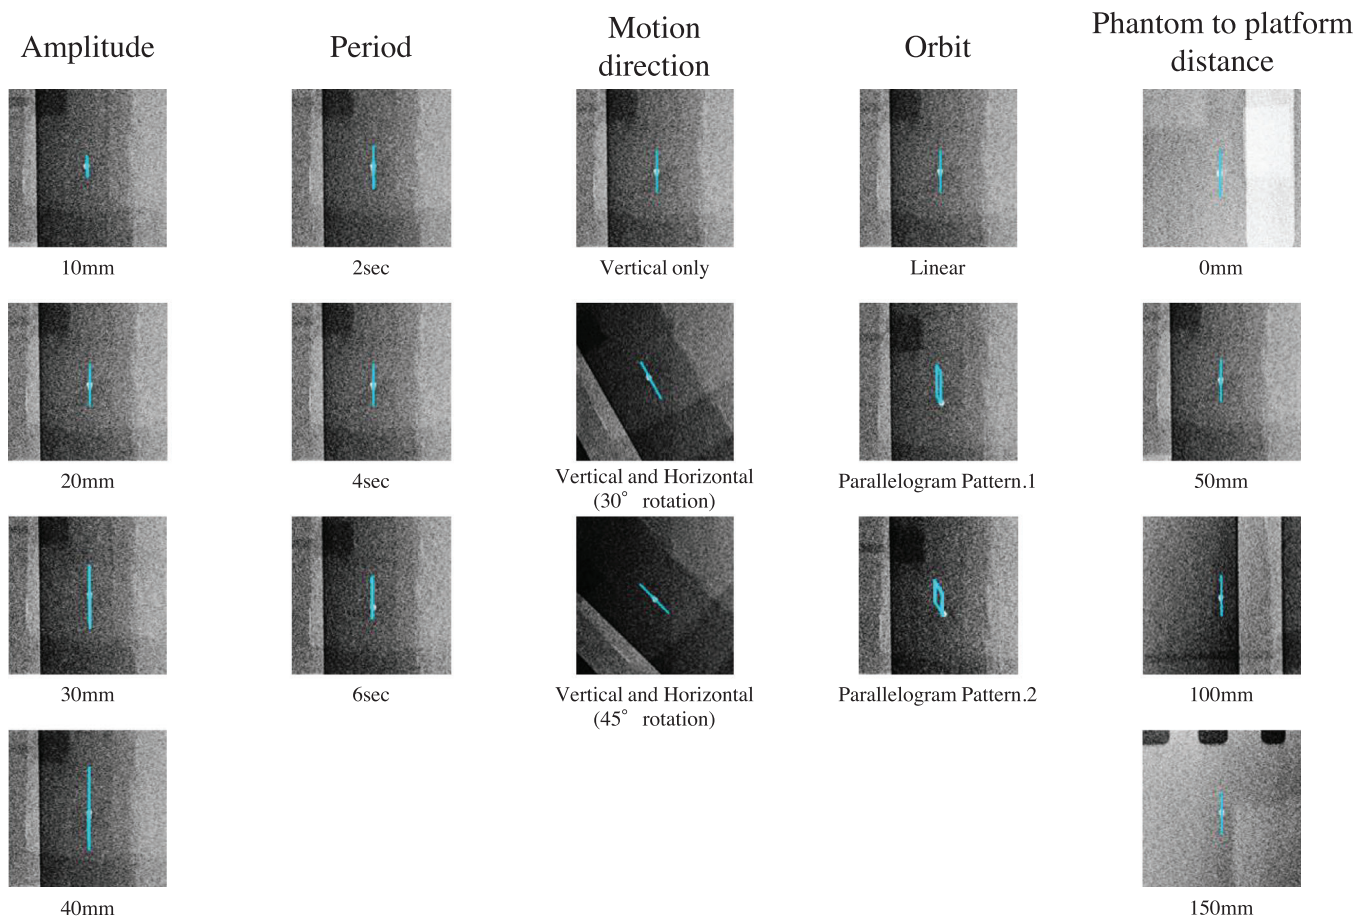 Amplitude
Period
Motion
direction
Orbit
Phantom to platform
distance
10mm
2sec
Vertical only
Linear
0mm
20mm
4sec
Vertical and Horizontal
(30° rotation)
Parallelogram Pattern.1
50mm
30mm
6sec
Vertical and Horizontal
(45° rotation)
Parallelogram Pattern.2
100mm
40mm
150mm